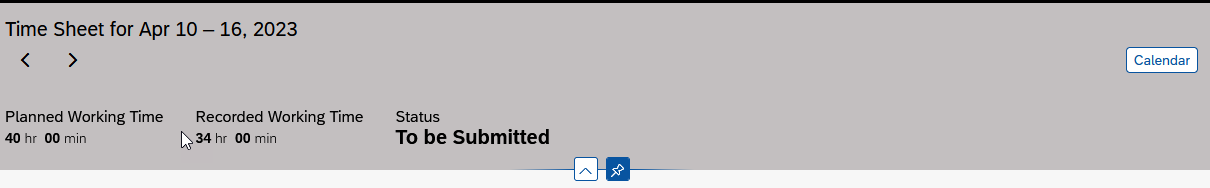 Time Sheet for Apr 10 – 16, 2023
Calendar
Planned Working Time
40 hr 00 min
Recorded Working Time
34 hr 00 min
Status
To be Submitted